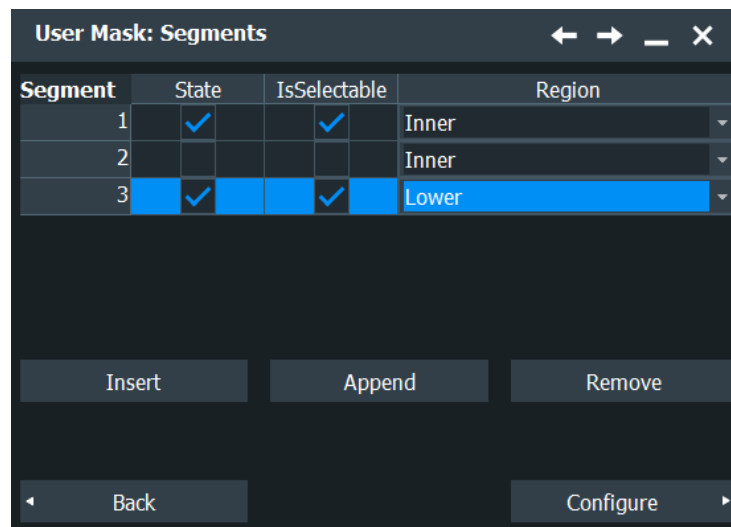 User Mask: Segments
Segment State IsSelectable Region
1 Inner
2 Inner
3 Lower
Insert Append Remove
Back Configure